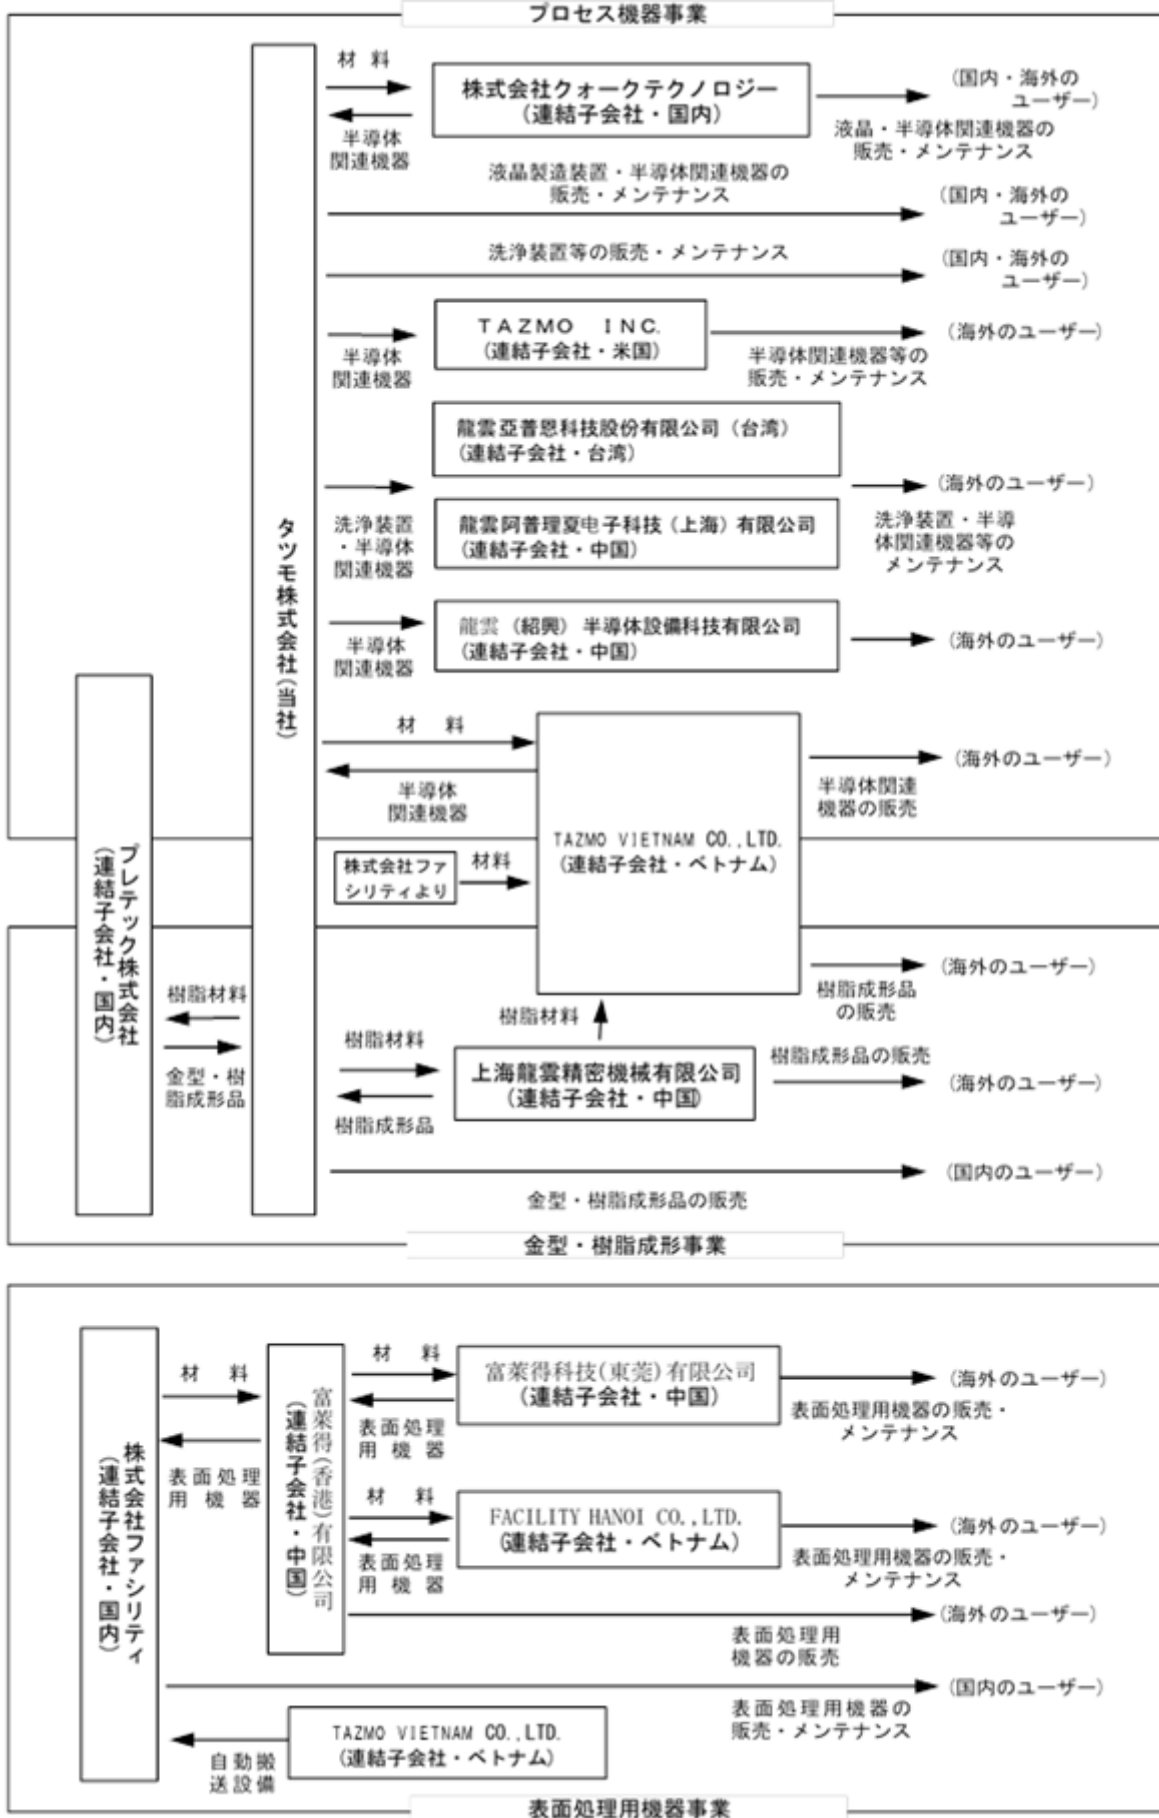 プロセス機器事業
タツモ株式会社(当社)
材 料
半導体
関連機器
株式会社クォークテクノロジー
(連結子会社・国内)
(国内・海外の
ユーザー)
液晶・半導体関連機器の
販売・メンテナンス
液晶製造装置・半導体関連機器の
販売・メンテナンス
(国内・海外の
ユーザー)
洗浄装置等の販売・メンテナンス
(国内・海外の
ユーザー)
半導体
関連機器
TAZMO INC.
(連結子会社・米国)
半導体関連機器等の
販売・メンテナンス
(海外のユーザー)
洗浄装置
・半導体
関連機器
龍雲亞普恩科技股份有限公司(台湾)
(連結子会社・台湾)
龍雲阿普理夏电子科技(上海)有限公司
(連結子会社・中国)
(海外のユーザー)
洗浄装置・半導
体関連機器等の
メンテナンス
半導体
関連機器
龍雲(紹興)半導体設備科技有限公司
(連結子会社・中国)
(海外のユーザー)
材 料
半導体
関連機器
TAZMO VIETNAM CO.,LTD.
(連結子会社・ベトナム)
(海外のユーザー)
半導体関連
機器の販売
株式会社ファ
シリティより
材料
プレテック株式会社
(連結子会社・国内)
樹脂材料
金型・樹
脂成形品
(海外のユーザー)
樹脂成形品
の販売
樹脂材料
樹脂材料
樹脂成形品
上海龍雲精密機械有限公司
(連結子会社・中国)
樹脂成形品の販売
(海外のユーザー)
(国内のユーザー)
金型・樹脂成形品の販売
金型・樹脂成形事業
株式会社ファシリティ
(連結子会社・国内)
材 料
表面処理
用機器
富莱得(香港)有限公司
(連結子会社・中国)
材 料
表面処理
用機器
富莱得科技(東莞)有限公司
(連結子会社・中国)
(海外のユーザー)
表面処理用機器の販売・
メンテナンス
材 料
表面処理
用機器
FACILITY HANOI CO.,LTD.
(連結子会社・ベトナム)
(海外のユーザー)
表面処理用機器の販売・
メンテナンス
(海外のユーザー)
表面処理用
機器の販売
(国内のユーザー)
表面処理用機器の
販売・メンテナンス
自動搬
送設備
TAZMO VIETNAM CO.,LTD.
(連結子会社・ベトナム)
表面処理用機器事業